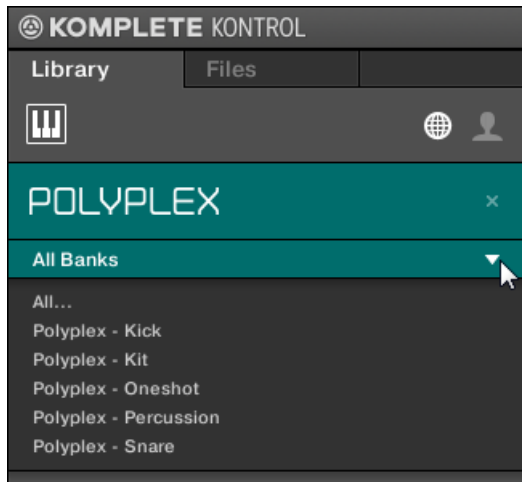 KOMPLETE KONTROL
Library Files
POLYPLEX
All Banks
All...
Polyplex - Kick
Polyplex - Kit
Polyplex - Oneshot
Polyplex - Percussion
Polyplex - Snare